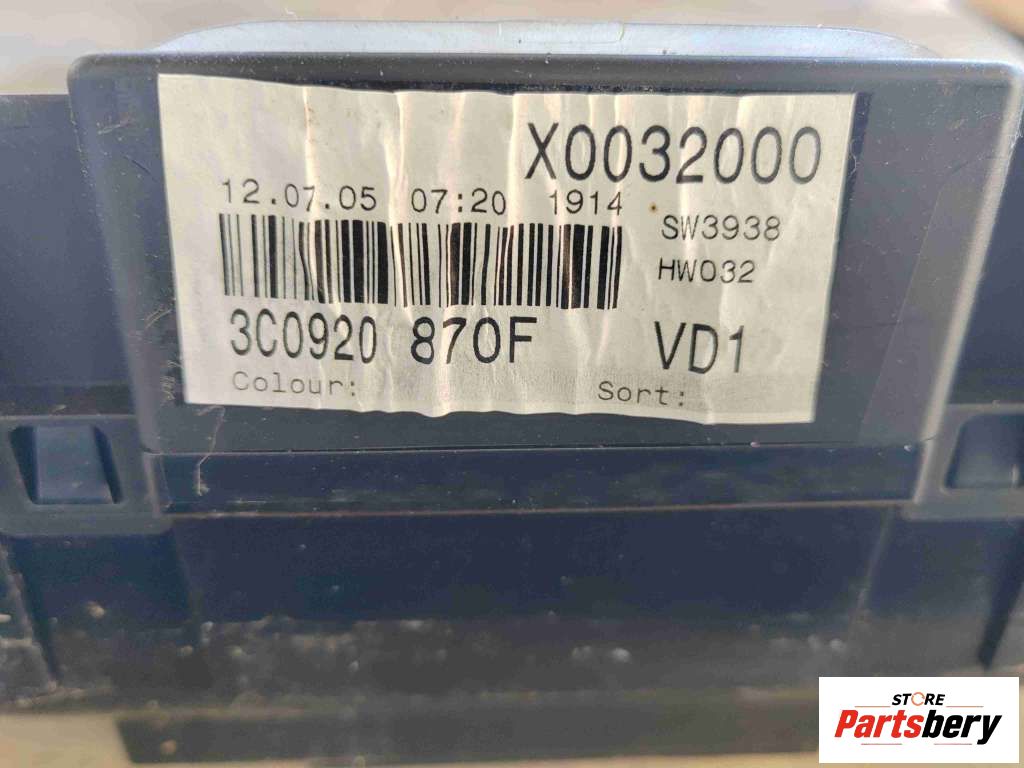 X0032000
12.07.05 07:20 1914
SW3938
HW032
3C0920 870F VD1
Colour: Sort:
STORE
Partsbery